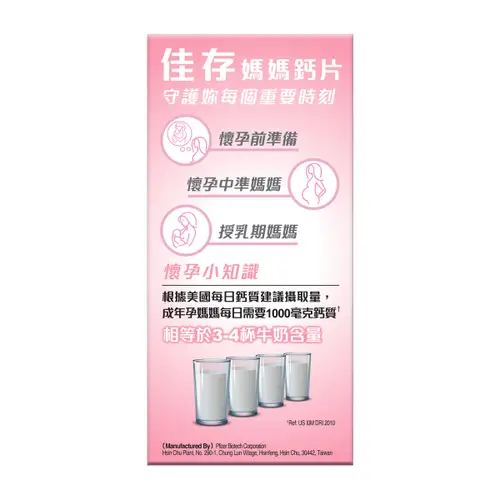 佳存媽媽鈣片
守護妳每個重要時刻
懷孕前準備
懷孕中準媽媽
授乳期媽媽
懷孕小知識
根據美國每日鈣質建議攝取量，
成年孕媽媽每日需要1000毫克鈣質†
相等於3-4杯牛奶含量
†Ref: US IOM DRI 2010
(Manufactured By) Pfizer Biotech Corporation
Hsin Chu Plant, No. 290-1, Chung Lun Village, Hsinfeng, Hsin Chu, 30442, Taiwan